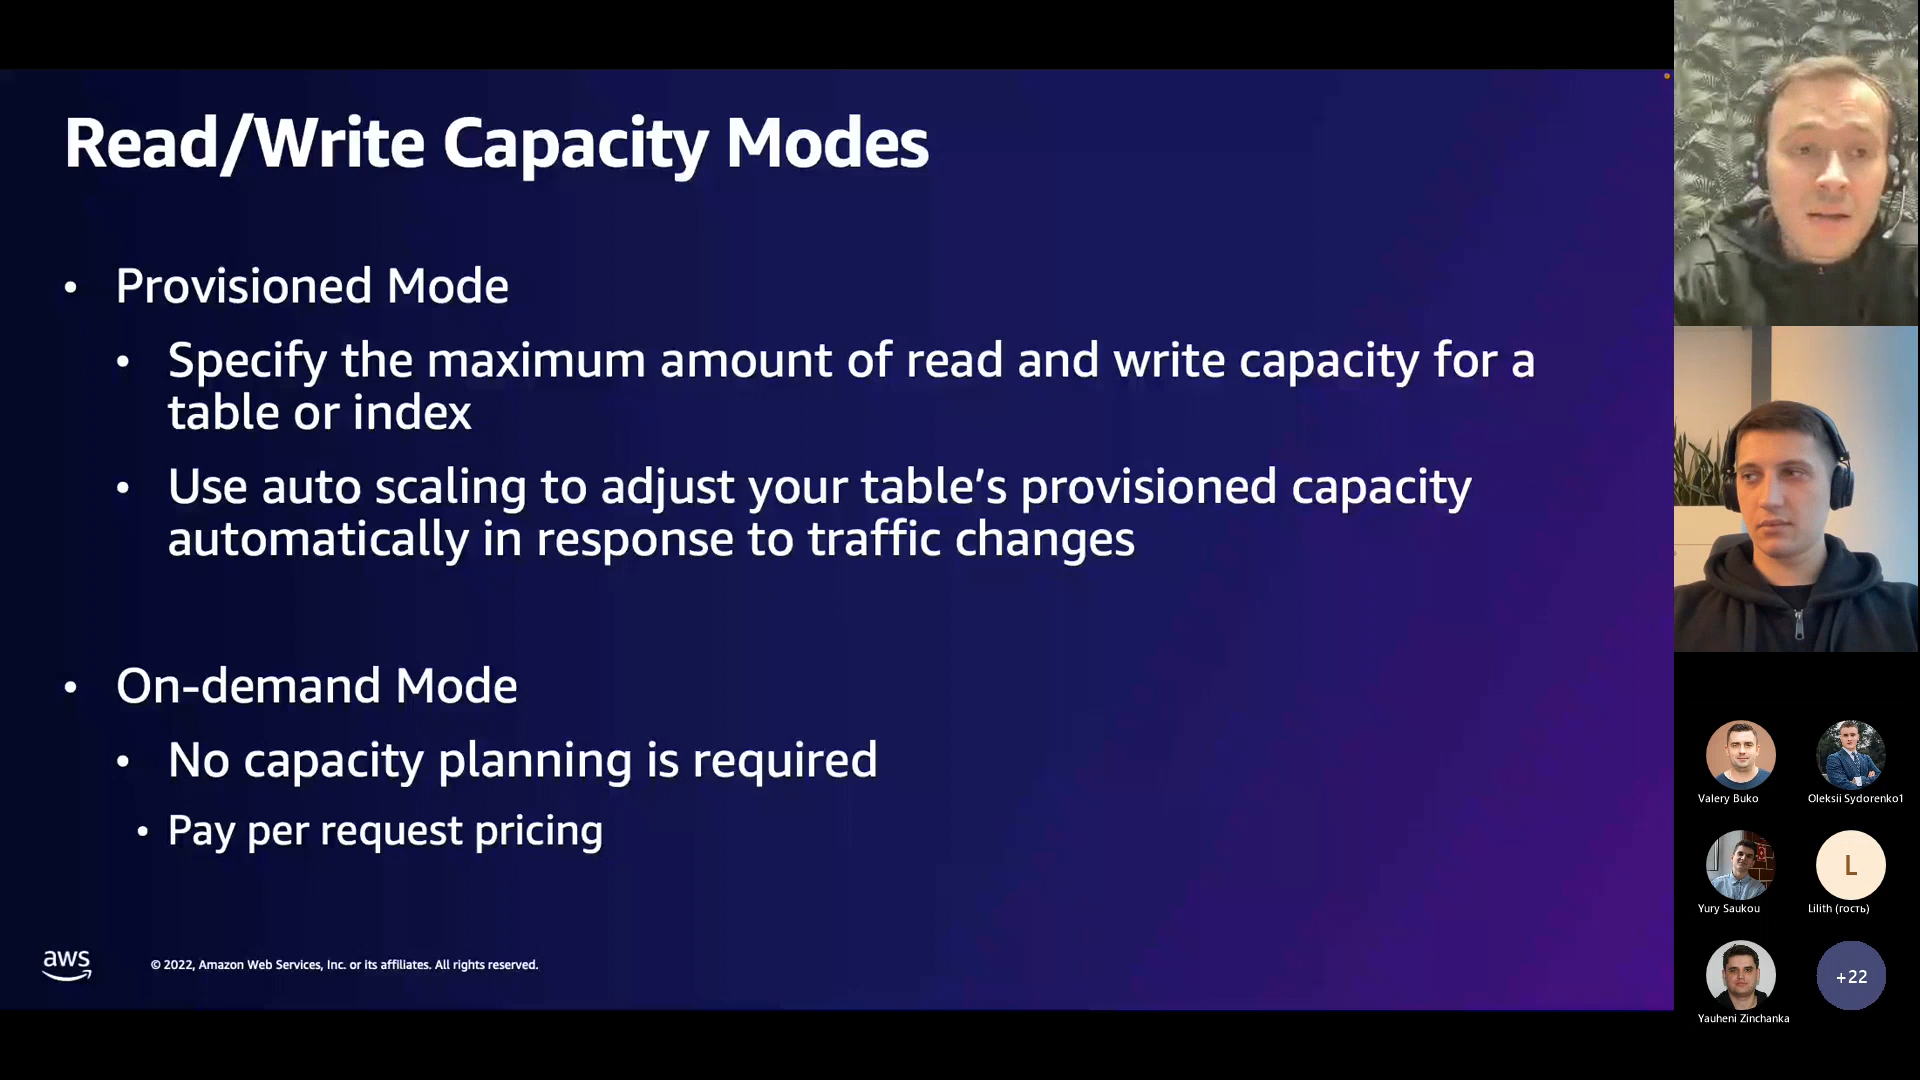 Read/Write Capacity Modes
• Provisioned Mode
• Specify the maximum amount of read and write capacity for a
table or index
• Use auto scaling to adjust your table’s provisioned capacity
automatically in response to traffic changes
• On-demand Mode
• No capacity planning is required
• Pay per request pricing
aws
© 2022, Amazon Web Services, Inc. or its affiliates. All rights reserved.
Valery Buko
Oleksii Sydorenko1
L
Yury Saukou
Lilith (гость)
+22
Yauheni Zinchanka